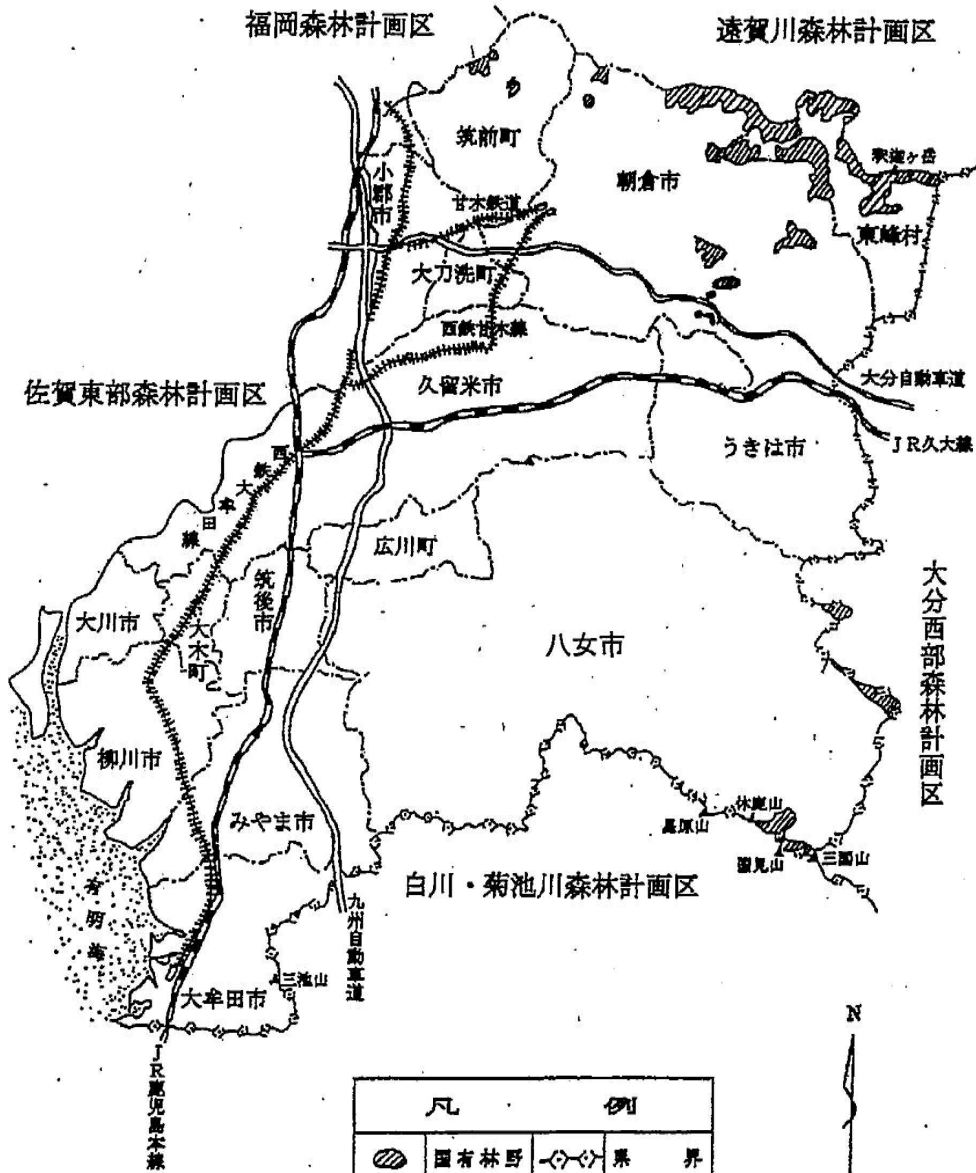 福岡森林計画区
遠賀川森林計画区
筑前町
小郡市
朝倉市
釈迦ヶ岳
東峰村
甘木鉄道
大刀洗町
西鉄甘木線
久留米市
佐賀東部森林計画区
大分自動車道
JR久大線
うきは市
西鉄大牟田線
広川町
筑後市
大川市
大木町
八女市
大分西部森林計画区
柳川市
みやま市
三国山
白川・菊池川森林計画区
有明海
九州自動車道
三池山
大牟田市
JR鹿児島本線
N
凡例
国有林野
県界